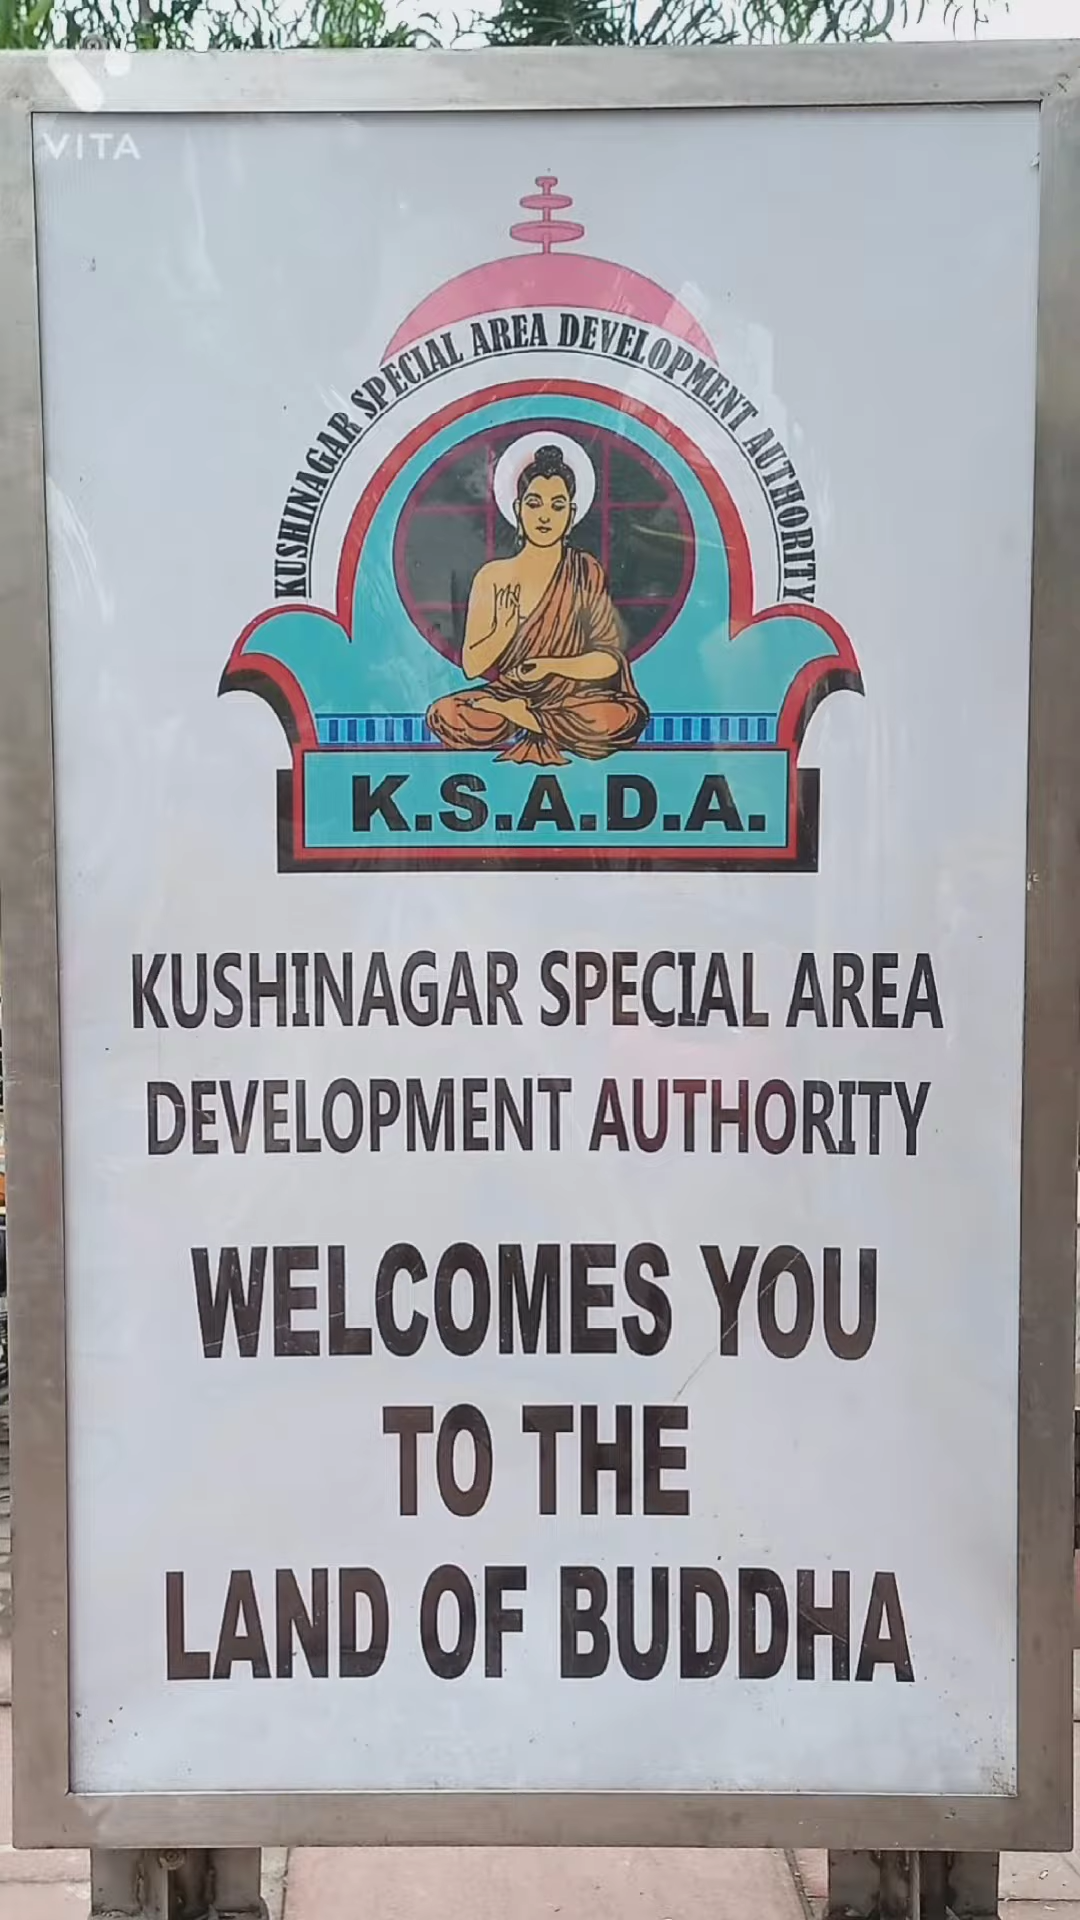 VITA
KUSHINAGAR SPECIAL AREA DEVELOPMENT AUTHORITY
K.S.A.D.A.
KUSHINAGAR SPECIAL AREA
DEVELOPMENT AUTHORITY
WELCOMES YOU
TO THE
LAND OF BUDDHA